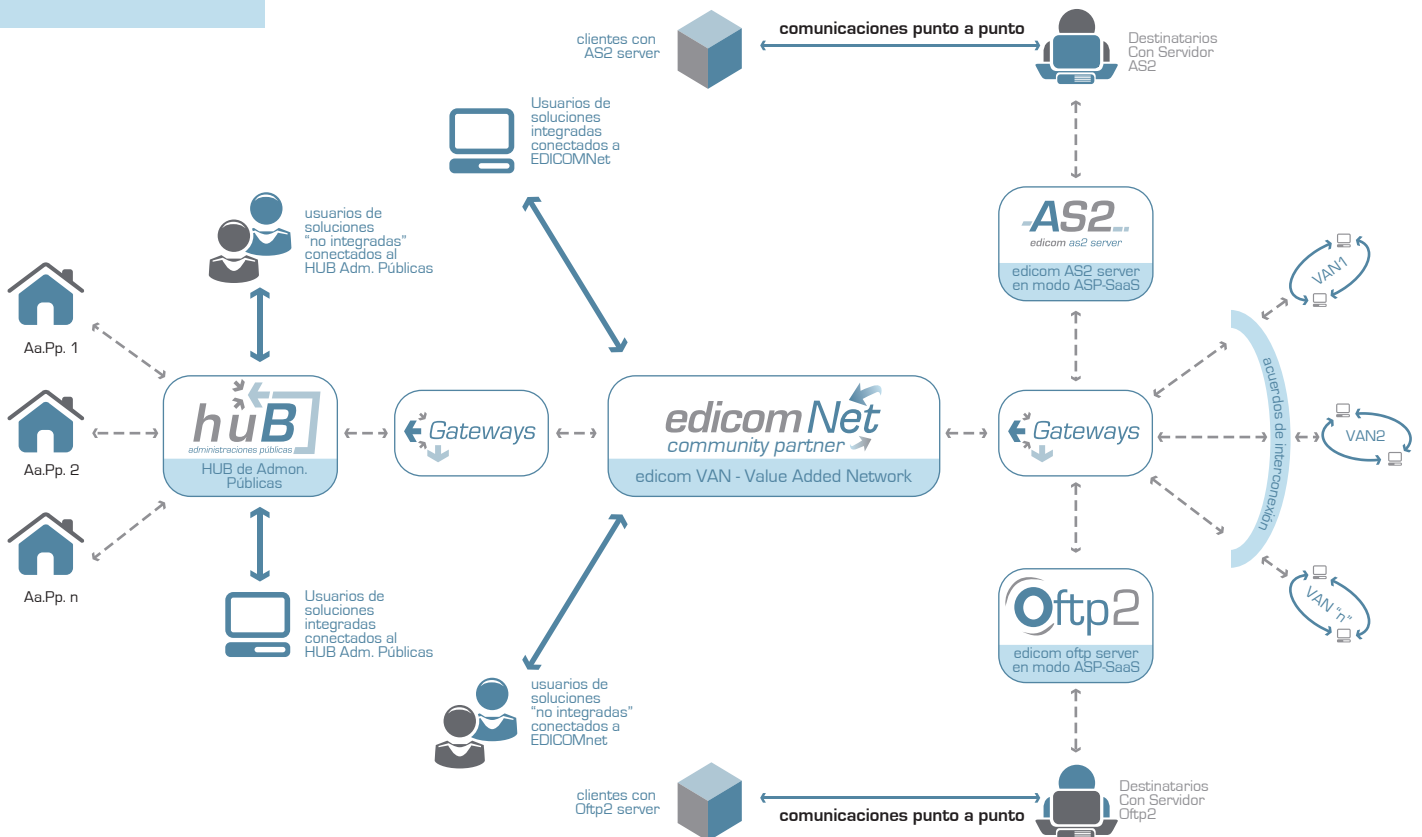 clientes con
AS2 server
comunicaciones punto a punto
Destinatarios
Con Servidor
AS2
Usuarios de
soluciones
integradas
conectados a
EDICOMNet
usuarios de
soluciones
"no integradas"
conectados al
HUB Adm. Públicas
-AS2...
edicom as2 server
edicom AS2 server
en modo ASP-SaaS
VAN1
Aa.Pp. 1
huB
administraciones públicas
HUB de Admon.
Públicas
Gateways
edicom Net
community partner
edicom VAN - Value Added Network
Gateways
acuerdos de interconexión
VAN2
Aa.Pp. 2
Aa.Pp. n
Usuarios de
soluciones
integradas
conectados al
HUB Adm. Públicas
Oftp2
edicom oftp server
en modo ASP-SaaS
VAN "n"
usuarios de
soluciones
"no integradas"
conectados a
EDICOMnet
clientes con
Oftp2 server
comunicaciones punto a punto
Destinatarios
Con Servidor
Oftp2